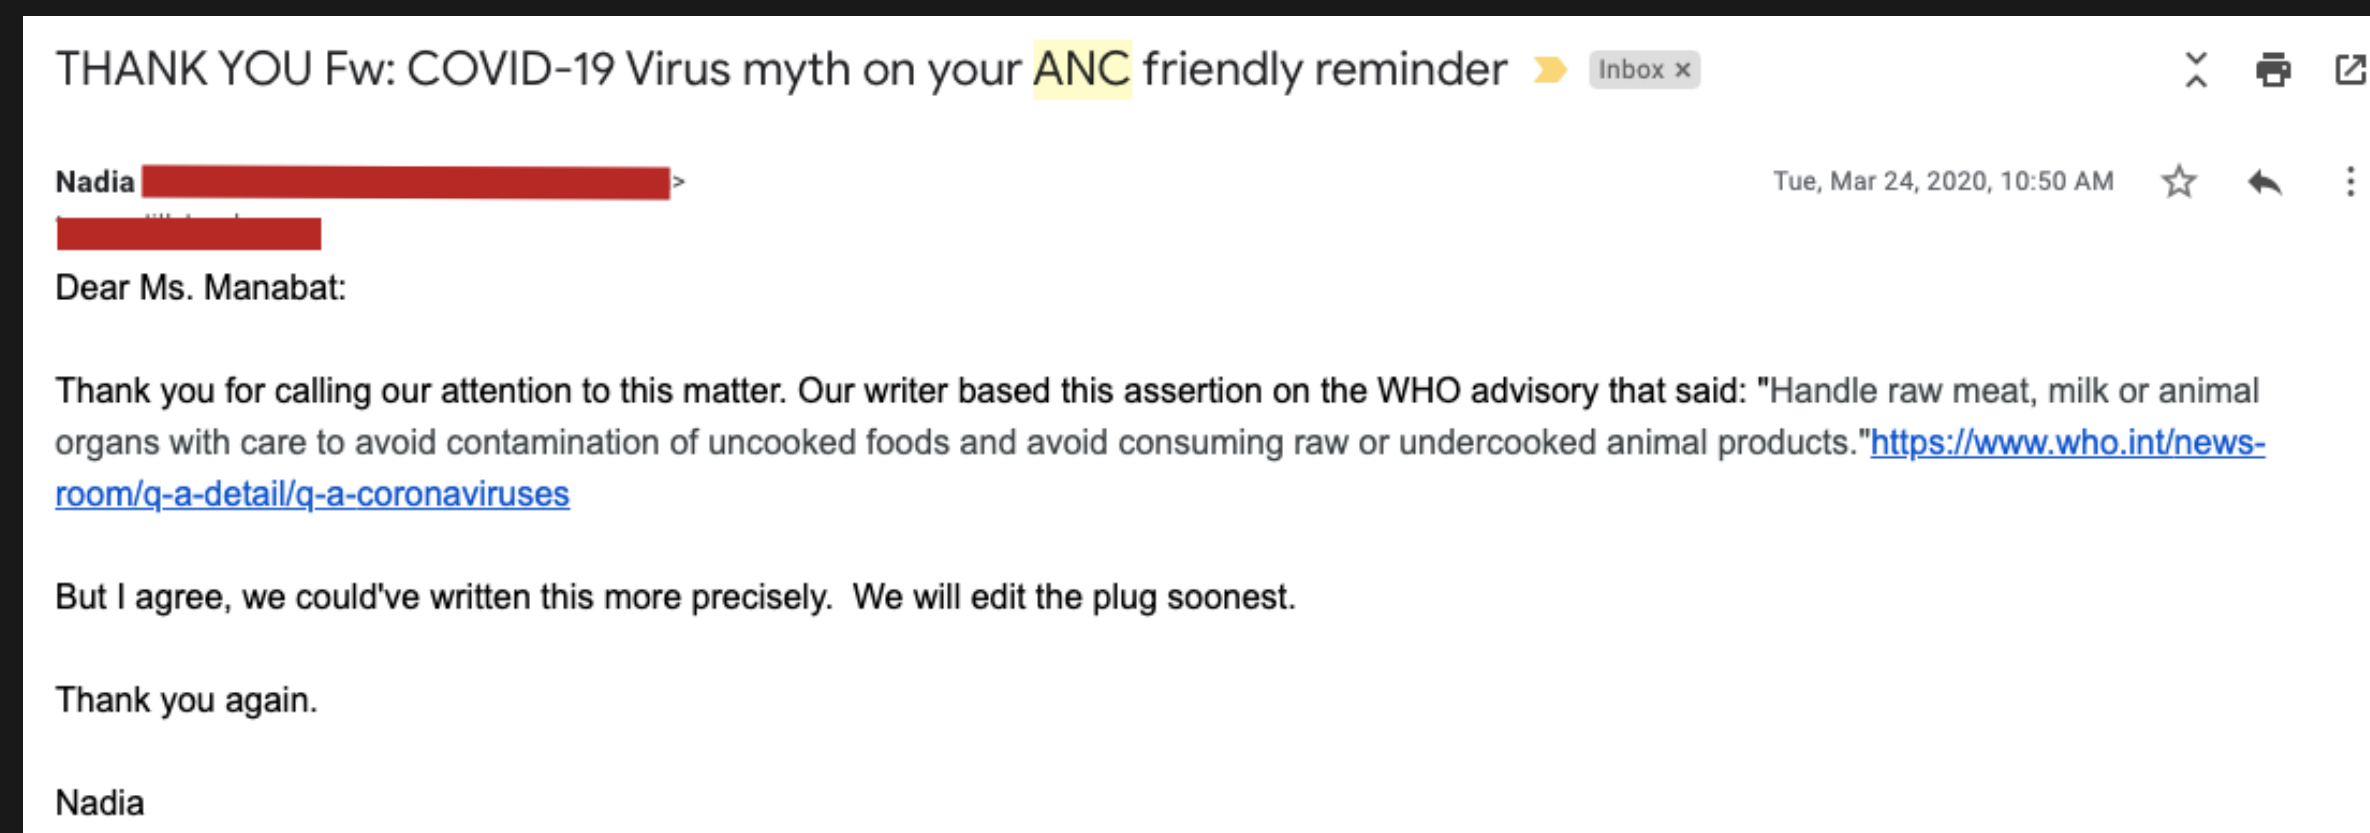 THANK YOU Fw: COVID-19 Virus myth on your ANC friendly reminder Inbox ×
Nadia > Tue, Mar 24, 2020, 10:50 AM
Dear Ms. Manabat:
Thank you for calling our attention to this matter. Our writer based this assertion on the WHO advisory that said: "Handle raw meat, milk or animal
organs with care to avoid contamination of uncooked foods and avoid consuming raw or undercooked animal products."https://www.who.int/news-
room/q-a-detail/q-a-coronaviruses
But I agree, we could've written this more precisely.  We will edit the plug soonest.
Thank you again.
Nadia